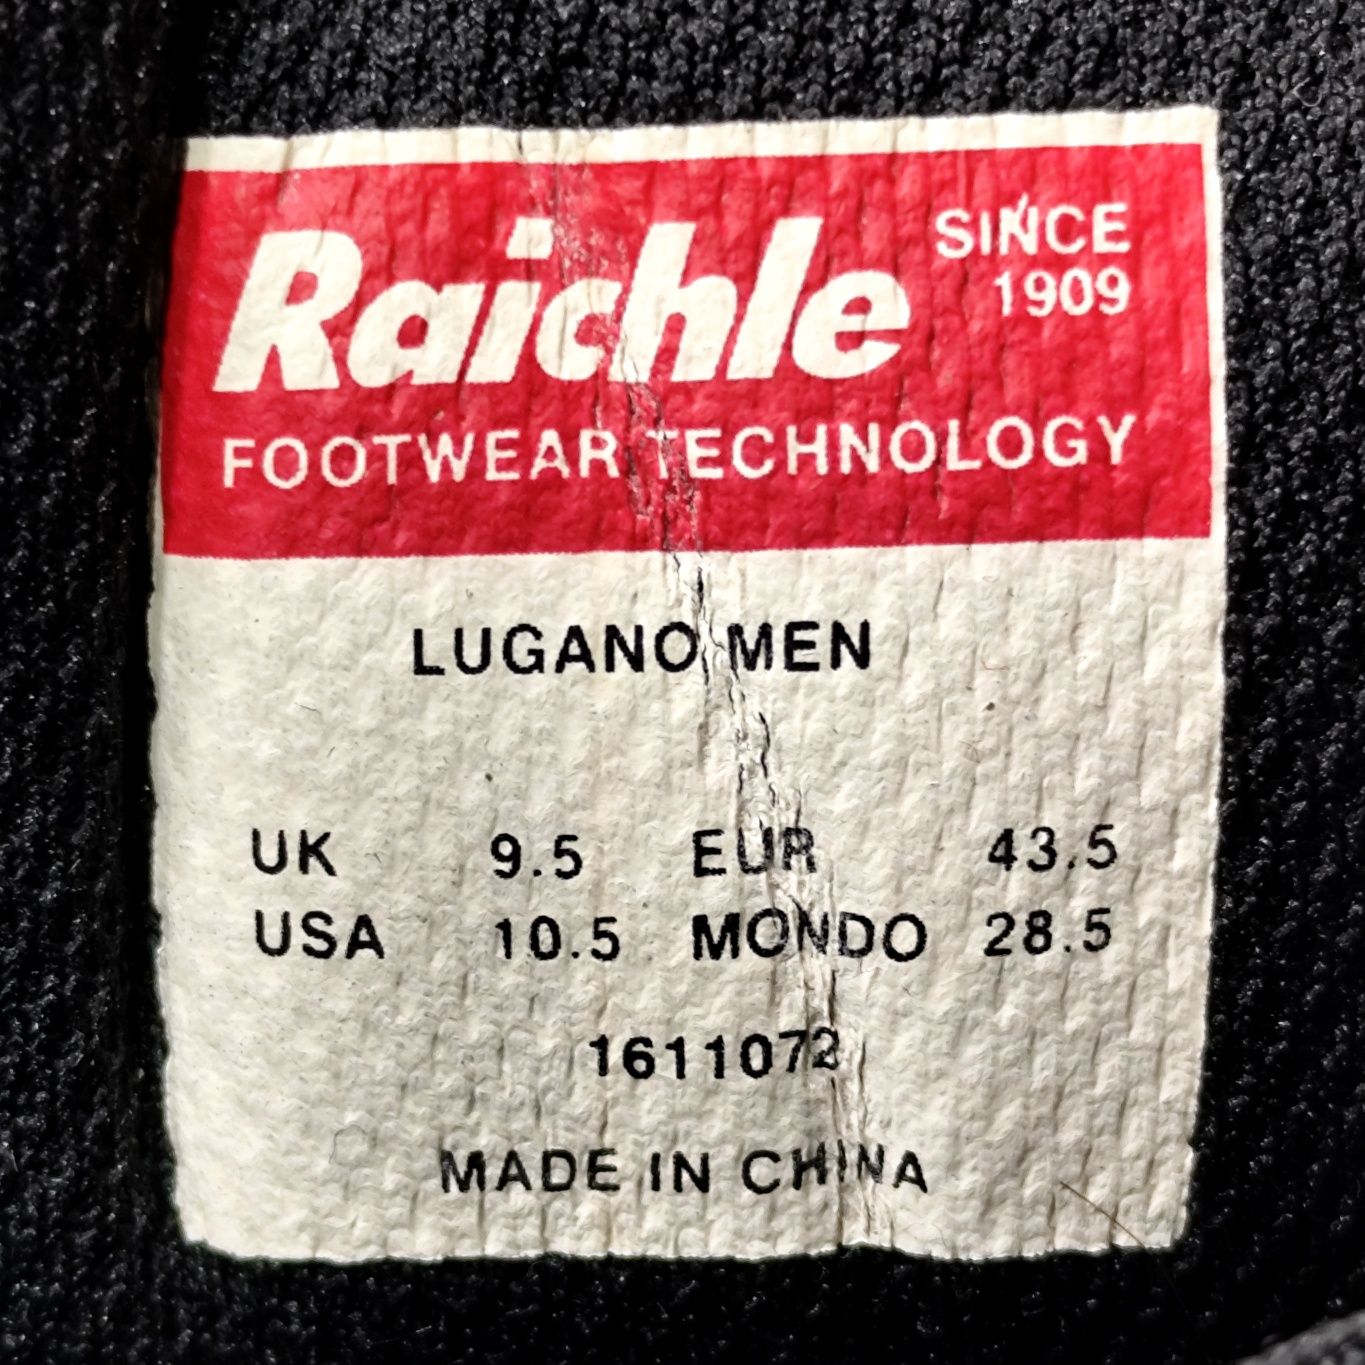 Raichle
SINCE
1909
FOOTWEAR TECHNOLOGY
LUGANO MEN
UK 9.5 EUR 43.5
USA 10.5 MONDO 28.5
1611072
MADE IN CHINA